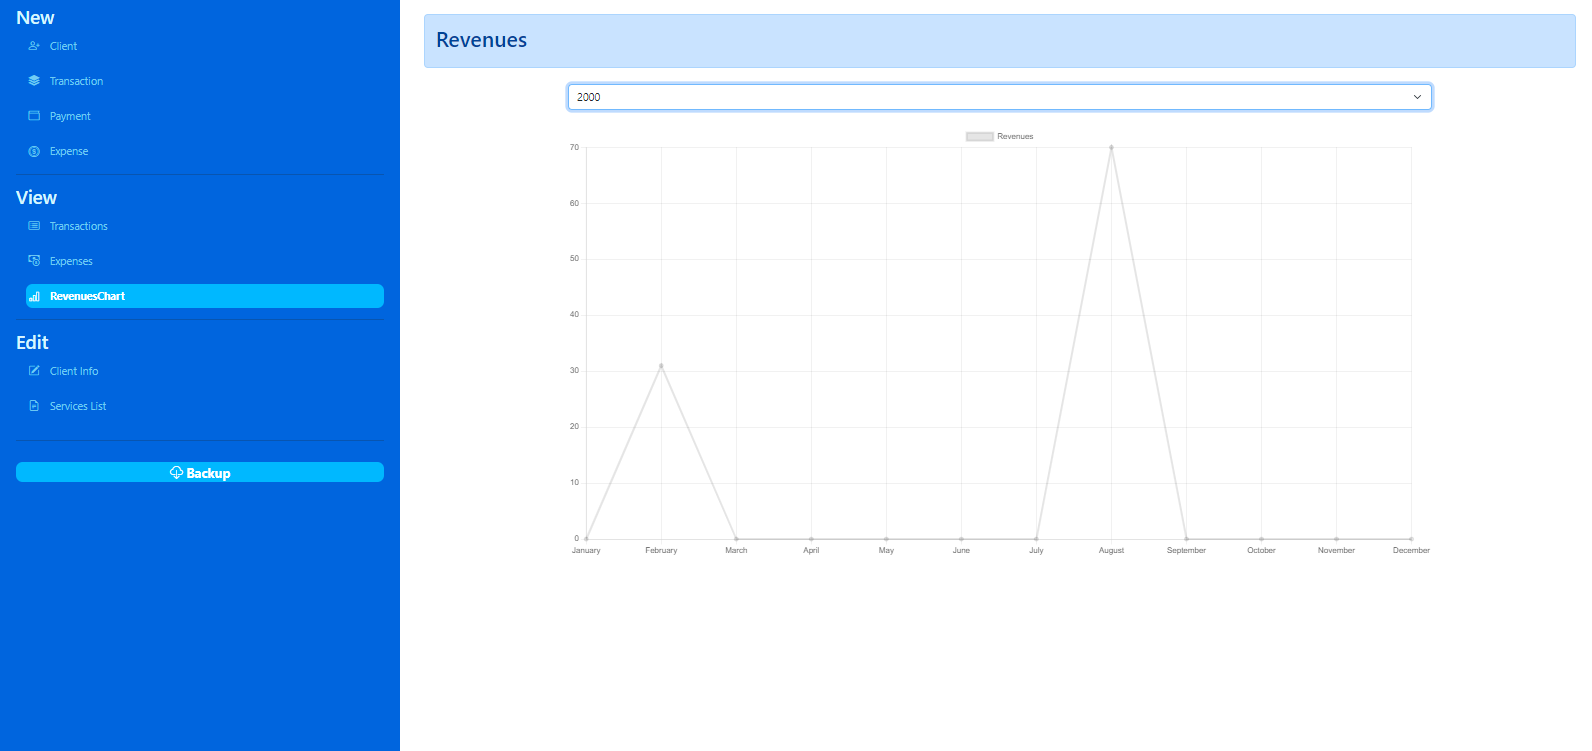 New
Client
Transaction
Payment
Expense
View
Transactions
Expenses
RevenuesChart
Edit
Client Info
Services List
Backup
Revenues
2000
Revenues
70
60
50
40
30
20
10
0
January February March April May June July August September October November December